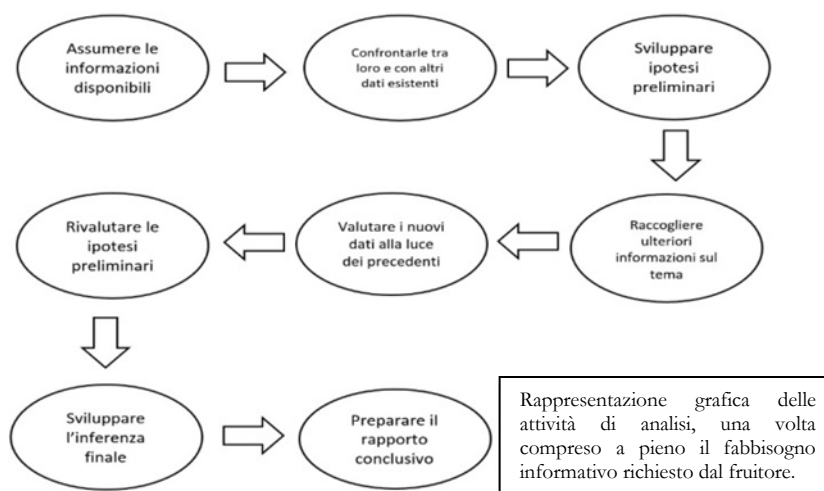 Assumere le
informazioni
disponibili
Confrontarle tra
loro e con altri
dati esistenti
Sviluppare
ipotesi
preliminari
Raccogliere
ulteriori
informazioni sul
tema
Valutare i nuovi
dati alla luce
dei precedenti
Rivalutare le
ipotesi
preliminari
Sviluppare
l'inferenza
finale
Preparare il
rapporto
conclusivo
Rappresentazione grafica delle
attività di analisi, una volta
compreso a pieno il fabbisogno
informativo richiesto dal fruitore.